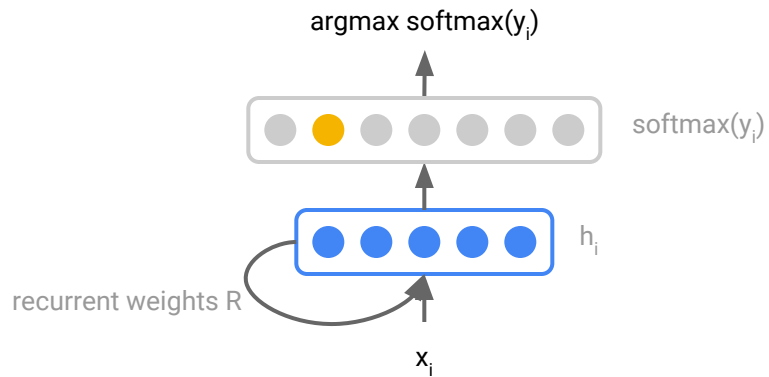 argmax softmax(yᵢ)
softmax(yᵢ)
hᵢ
recurrent weights R
xᵢ